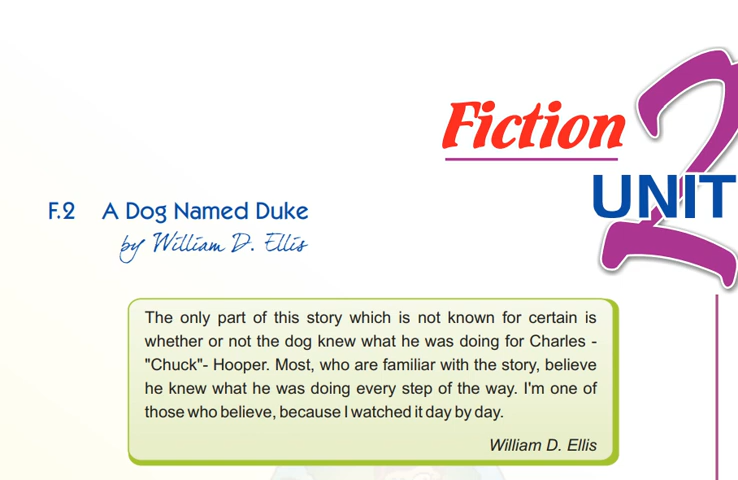 Fiction 2
UNIT
F.2 A Dog Named Duke
by William D. Ellis
The only part of this story which is not known for certain is
whether or not the dog knew what he was doing for Charles -
"Chuck"- Hooper. Most, who are familiar with the story, believe
he knew what he was doing every step of the way. I'm one of
those who believe, because I watched it day by day.
William D. Ellis